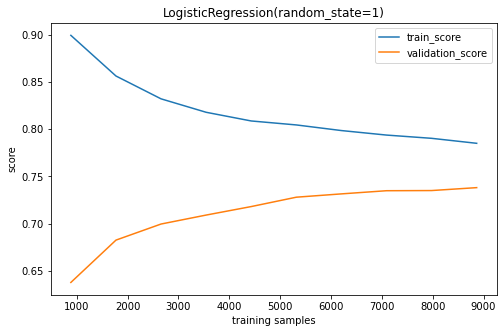 LogisticRegression(random_state=1)
train_score
validation_score
score
0.90
0.85
0.80
0.75
0.70
0.65
1000 2000 3000 4000 5000 6000 7000 8000 9000
training samples